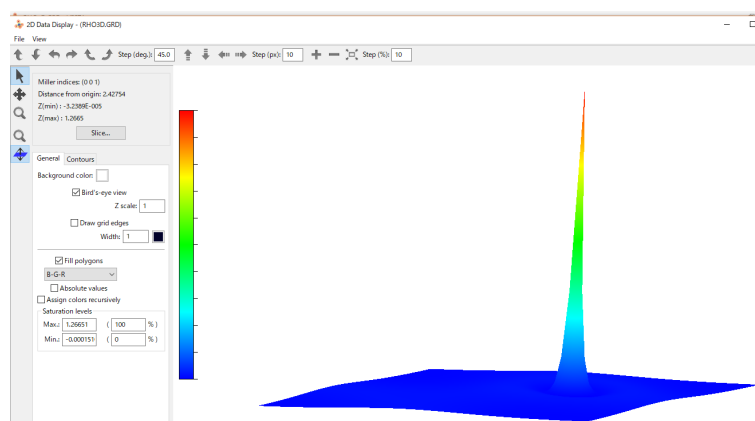 2D Data Display - (RHO3D.GRD)
File View
Step (deg.): 45.0 Step (px): 10 Step (%): 10
Miller indices: (0 0 1)
Distance from origin: 2.42754
Z(min) : -3.2389E-005
Z(max) : 1.2665
Slice...
General Contours
Background color:
Bird's-eye view
Z scale: 1
Draw grid edges
Width: 1
Fill polygons
B-G-R
Absolute values
Assign colors recursively
Saturation levels
Max.: 1.26651 ( 100 % )
Min.: -0.000151 ( 0 % )